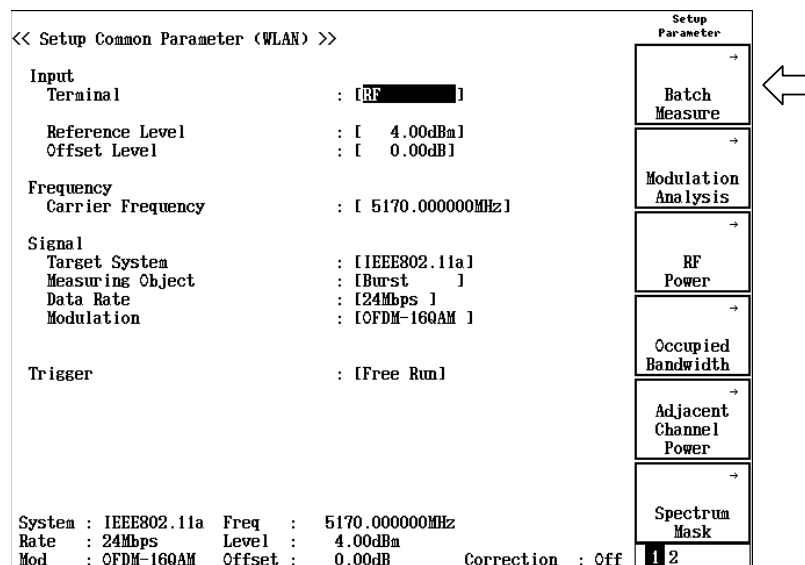 << Setup Common Parameter (WLAN) >>
Input
Terminal : [RF ]
Reference Level : [ 4.00dBm]
Offset Level : [ 0.00dB]
Frequency
Carrier Frequency : [ 5170.000000MHz]
Signal
Target System : [IEEE802.11a]
Measuring Object : [Burst ]
Data Rate : [24Mbps ]
Modulation : [OFDM-16QAM ]
Trigger : [Free Run]
System : IEEE802.11a Freq : 5170.000000MHz
Rate : 24Mbps Level : 4.00dBm
Mod : OFDM-16QAM Offset : 0.00dB Correction : Off
Setup
Parameter
→
Batch
Measure
→
Modulation
Analysis
→
RF
Power
→
Occupied
Bandwidth
→
Adjacent
Channel
Power
→
Spectrum
Mask
1 2